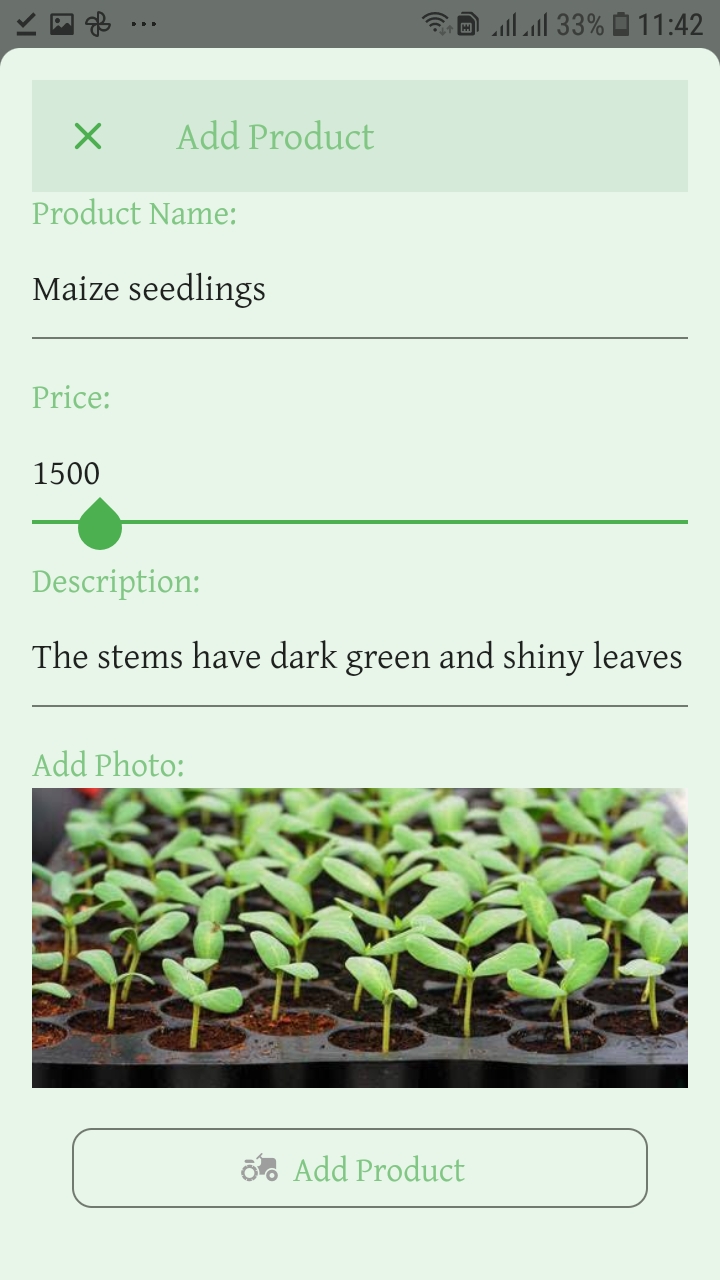 33% 11:42
Add Product
Product Name:
Maize seedlings
Price:
1500
Description:
The stems have dark green and shiny leaves
Add Photo:
Add Product